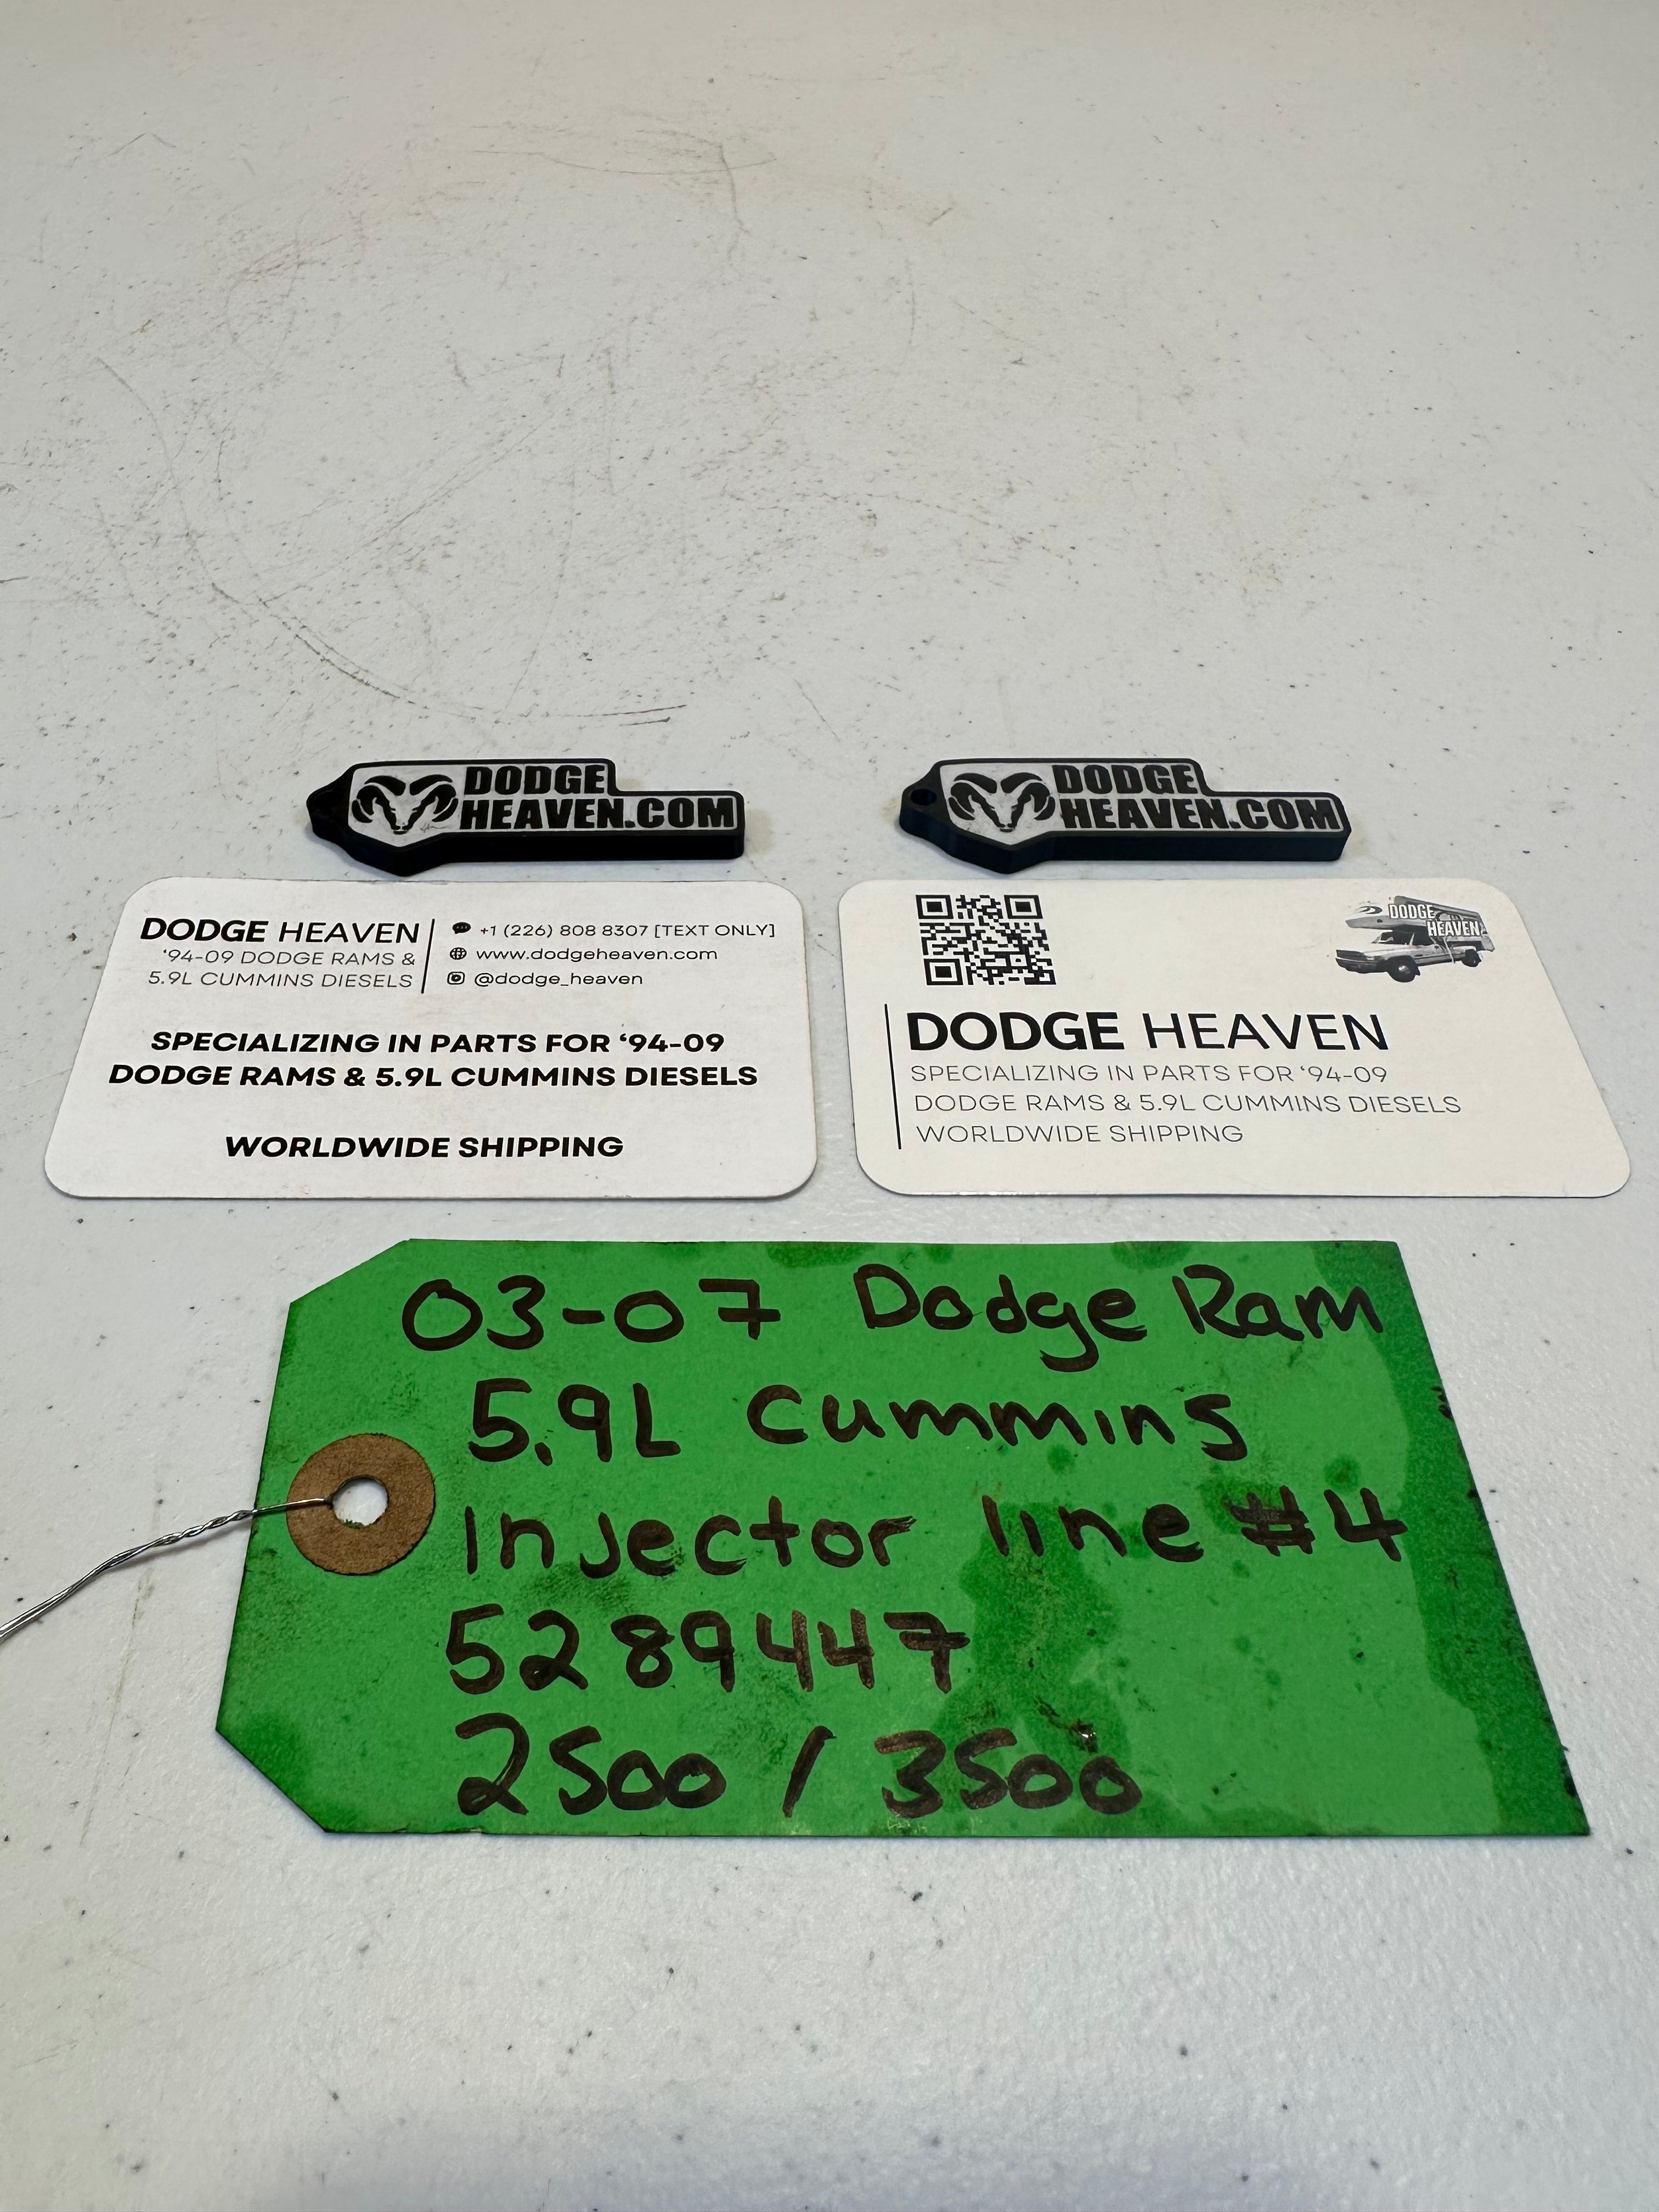 DODGE
HEAVEN.COM
DODGE
HEAVEN.COM
DODGE HEAVEN
‘94-09 DODGE RAMS &
5.9L CUMMINS DIESELS
+1 (226) 808 8307 [TEXT ONLY]
www.dodgeheaven.com
@dodge_heaven
SPECIALIZING IN PARTS FOR ‘94-09
DODGE RAMS & 5.9L CUMMINS DIESELS
WORLDWIDE SHIPPING
DODGE
HEAVEN
DODGE HEAVEN
SPECIALIZING IN PARTS FOR ‘94-09
DODGE RAMS & 5.9L CUMMINS DIESELS
WORLDWIDE SHIPPING
03-07 Dodge Ram
5.9L Cummins
Injector line #4
5289447
2500 / 3500